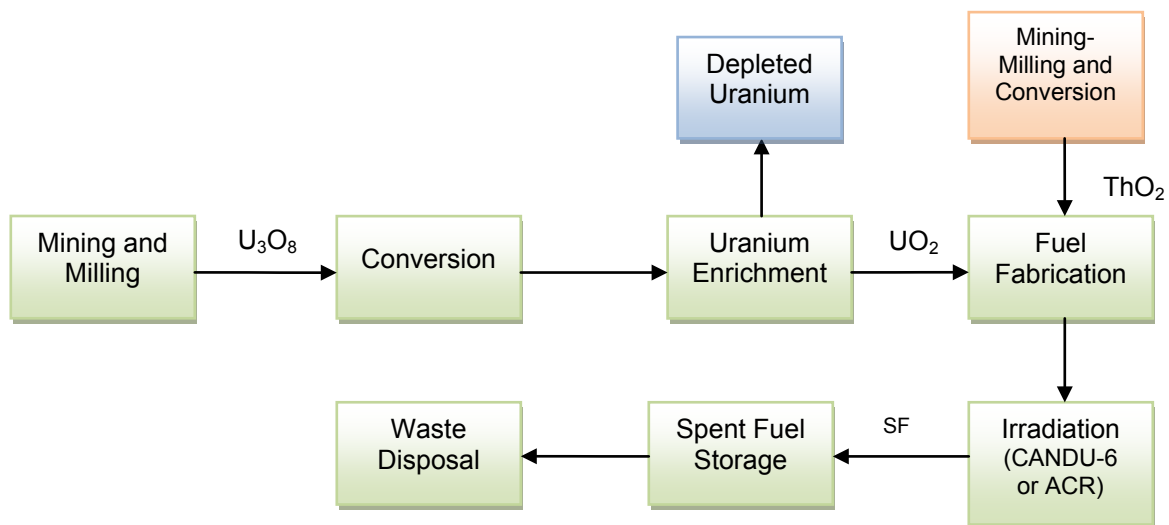 Depleted
Uranium
Mining-
Milling and
Conversion
ThO₂
Mining and
Milling
U₃O₈
Conversion
Uranium
Enrichment
UO₂
Fuel
Fabrication
Waste
Disposal
Spent Fuel
Storage
SF
Irradiation
(CANDU-6
or ACR)